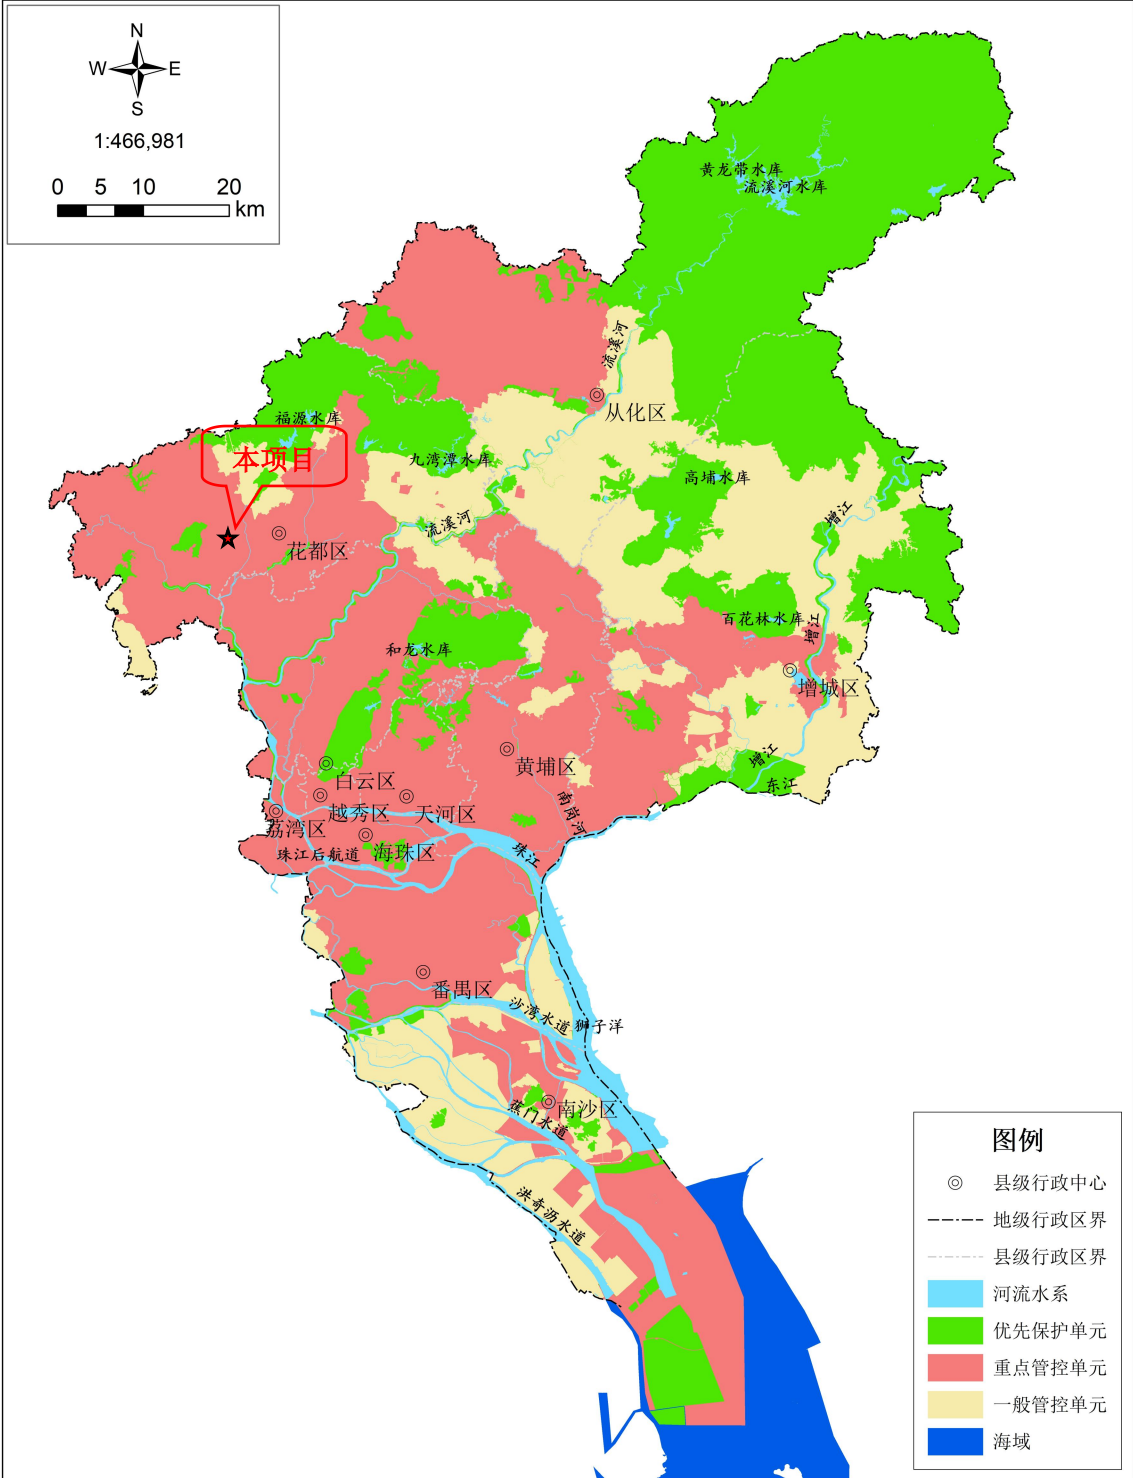 N
W E
S
1:466,981
0 5 10 20
km
黄龙带水库
流溪河水库
流溪河
从化区
福源水库
本项目
九湾潭水库
高埔水库
流溪河
增江
花都区
百花林水库
增江
和龙水库
增城区
增江
东江
黄埔区
白云区
南岗河
越秀区
天河区
荔湾区
海珠区
珠江后航道
珠江
番禺区
沙湾水道
狮子洋
南沙区
蕉门水道
洪奇沥水道
图例
县级行政中心
地级行政区界
县级行政区界
河流水系
优先保护单元
重点管控单元
一般管控单元
海域